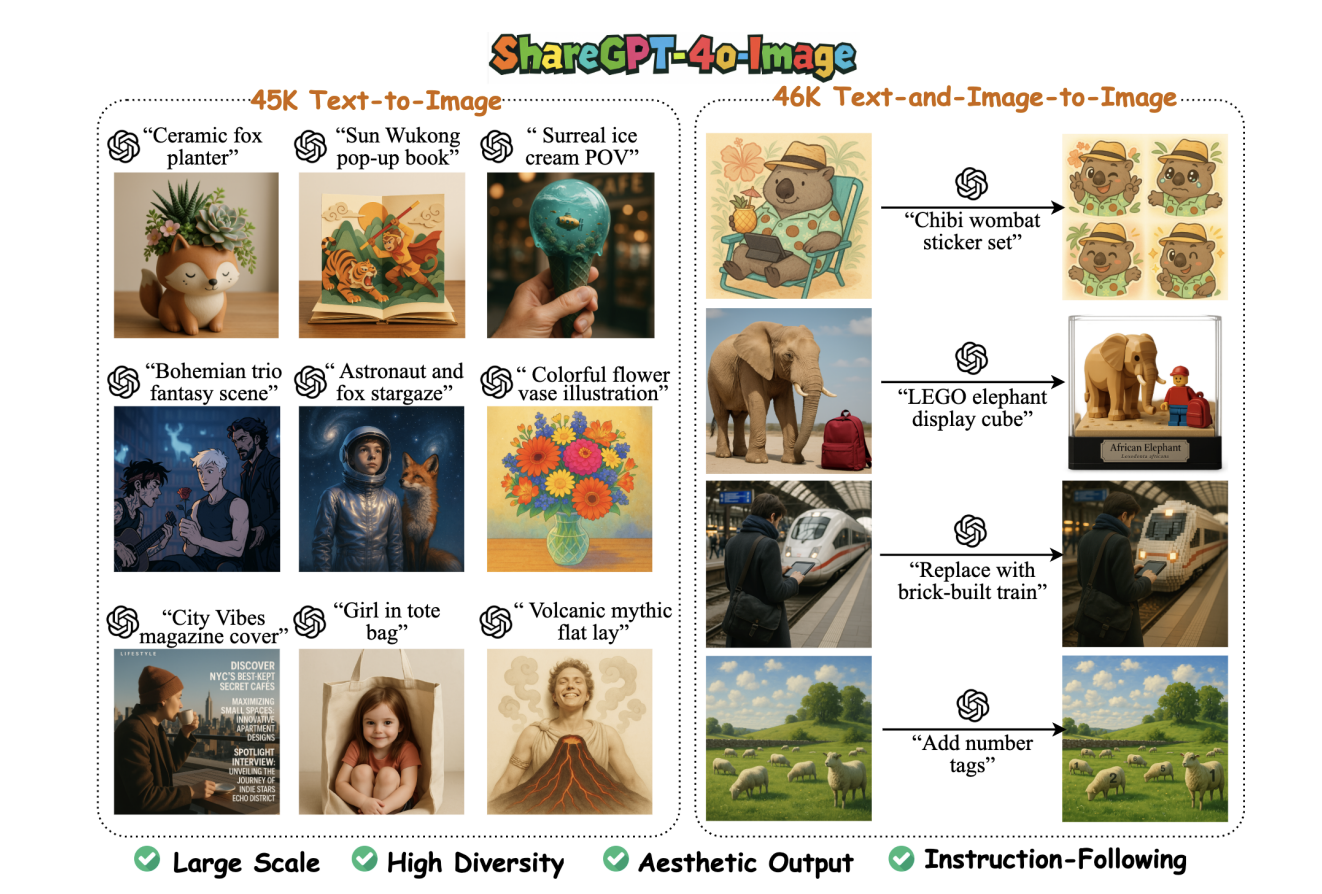 ShareGPT-4o-Image
45K Text-to-Image
“Ceramic fox
planter”
“Sun Wukong
pop-up book”
“ Surreal ice
cream POV”
“Bohemian trio
fantasy scene”
“ Astronaut and
fox stargaze”
“ Colorful flower
vase illustration”
“City Vibes
magazine cover”
LIFESTYLE
DISCOVER
NYC'S BEST-KEPT
SECRET CAFÉS
MAXIMIZING
SMALL SPACES:
INNOVATIVE
APARTMENT
DESIGNS
SPOTLIGHT
INTERVIEW:
UNVEILING THE
JOURNEY OF
INDIE STARS
ECHO DISTRICT
“Girl in tote
bag”
“ Volcanic mythic
flat lay”
46K Text-and-Image-to-Image
“Chibi wombat
sticker set”
“LEGO elephant
display cube”
African Elephant
“Replace with
brick-built train”
“Add number
tags”
1
2
5
1
Large Scale
High Diversity
Aesthetic Output
Instruction-Following